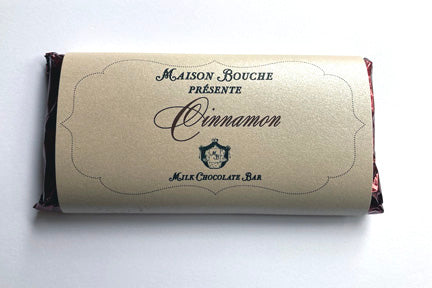 Maison Bouche
présente
Cinnamon
Milk Chocolate Bar